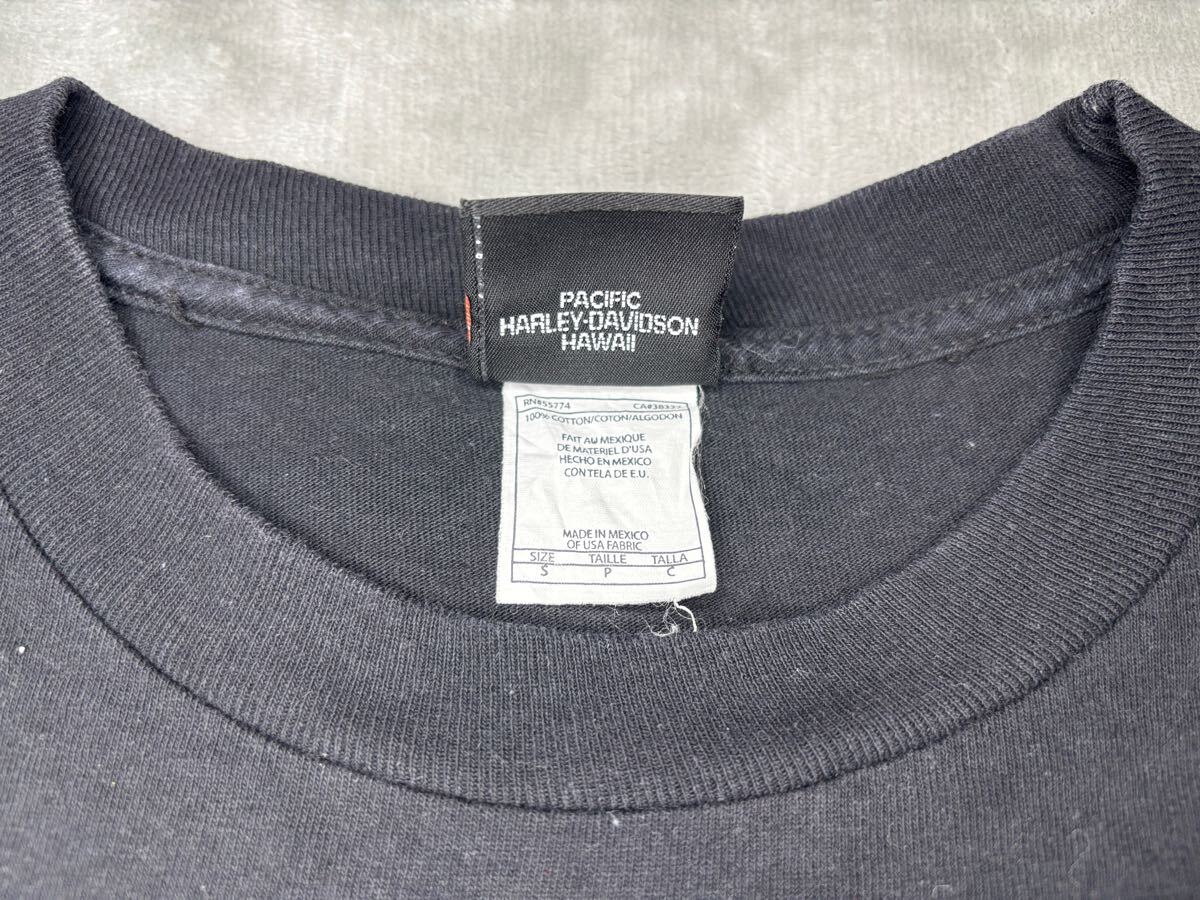 PACIFIC
HARLEY-DAVIDSON
HAWAII
RN#55774
100% COTTON/COTON/ALGODON
FAIT AU MEXIQUE
DE MATERIEL D'USA
HECHO EN MEXICO
CON TELA DE E.U.
MADE IN MEXICO
OF USA FABRIC
SIZE TAILLE TALLA
S P C